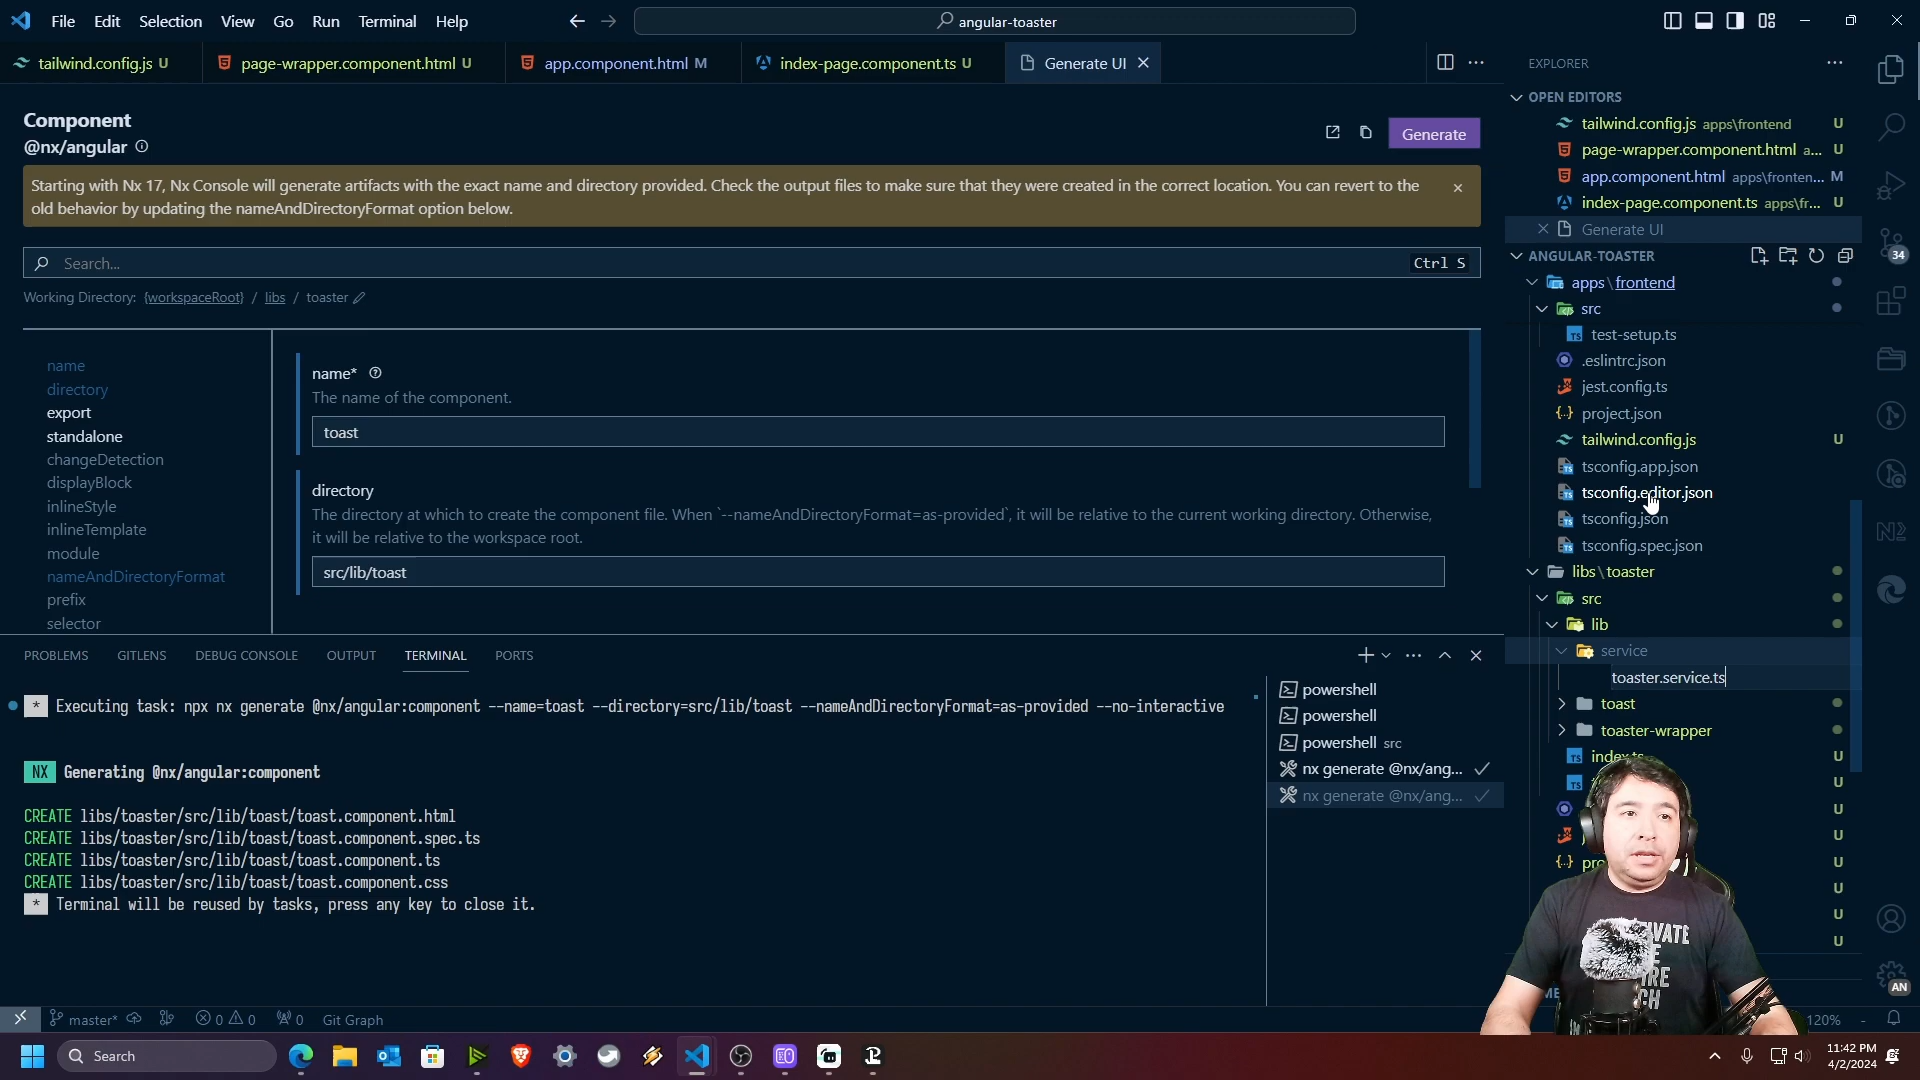 File Edit Selection View Go Run Terminal Help
angular-toaster
tailwind.config.js U
page-wrapper.component.html U
app.component.html M
index-page.component.ts U
Generate UI
Component
@nx/angular
Generate
Starting with Nx 17, Nx Console will generate artifacts with the exact name and directory provided. Check the output files to make sure that they were created in the correct location. You can revert to the
old behavior by updating the nameAndDirectoryFormat option below.
Search...
Ctrl S
Working Directory: {workspaceRoot} / libs / toaster
name
directory
export
standalone
changeDetection
displayBlock
inlineStyle
inlineTemplate
module
nameAndDirectoryFormat
prefix
selector
name*
The name of the component.
toast
directory
The directory at which to create the component file. When `--nameAndDirectoryFormat=as-provided`, it will be relative to the current working directory. Otherwise,
it will be relative to the workspace root.
src/lib/toast
PROBLEMS GITLENS DEBUG CONSOLE OUTPUT TERMINAL PORTS
* Executing task: npx nx generate @nx/angular:component --name=toast --directory=src/lib/toast --nameAndDirectoryFormat=as-provided --no-interactive
NX Generating @nx/angular:component
CREATE libs/toaster/src/lib/toast/toast.component.html
CREATE libs/toaster/src/lib/toast/toast.component.spec.ts
CREATE libs/toaster/src/lib/toast/toast.component.ts
CREATE libs/toaster/src/lib/toast/toast.component.css
* Terminal will be reused by tasks, press any key to close it.
powershell
powershell
powershell src
nx generate @nx/ang...
nx generate @nx/ang...
EXPLORER
OPEN EDITORS
tailwind.config.js apps\frontend U
page-wrapper.component.html a... U
app.component.html apps\fronten... M
index-page.component.ts apps\fr... U
Generate UI
ANGULAR-TOASTER
apps\frontend
src
test-setup.ts
.eslintrc.json
jest.config.ts
project.json
tailwind.config.js U
tsconfig.app.json
tsconfig.editor.json
tsconfig.json
tsconfig.spec.json
libs\toaster
src
lib
service
toaster.service.ts
toast
toaster-wrapper
index.ts U
U
U
U
U
U
U
U
34
AN
master* 0 0 0 Git Graph
120%
Search
11:42 PM
4/2/2024